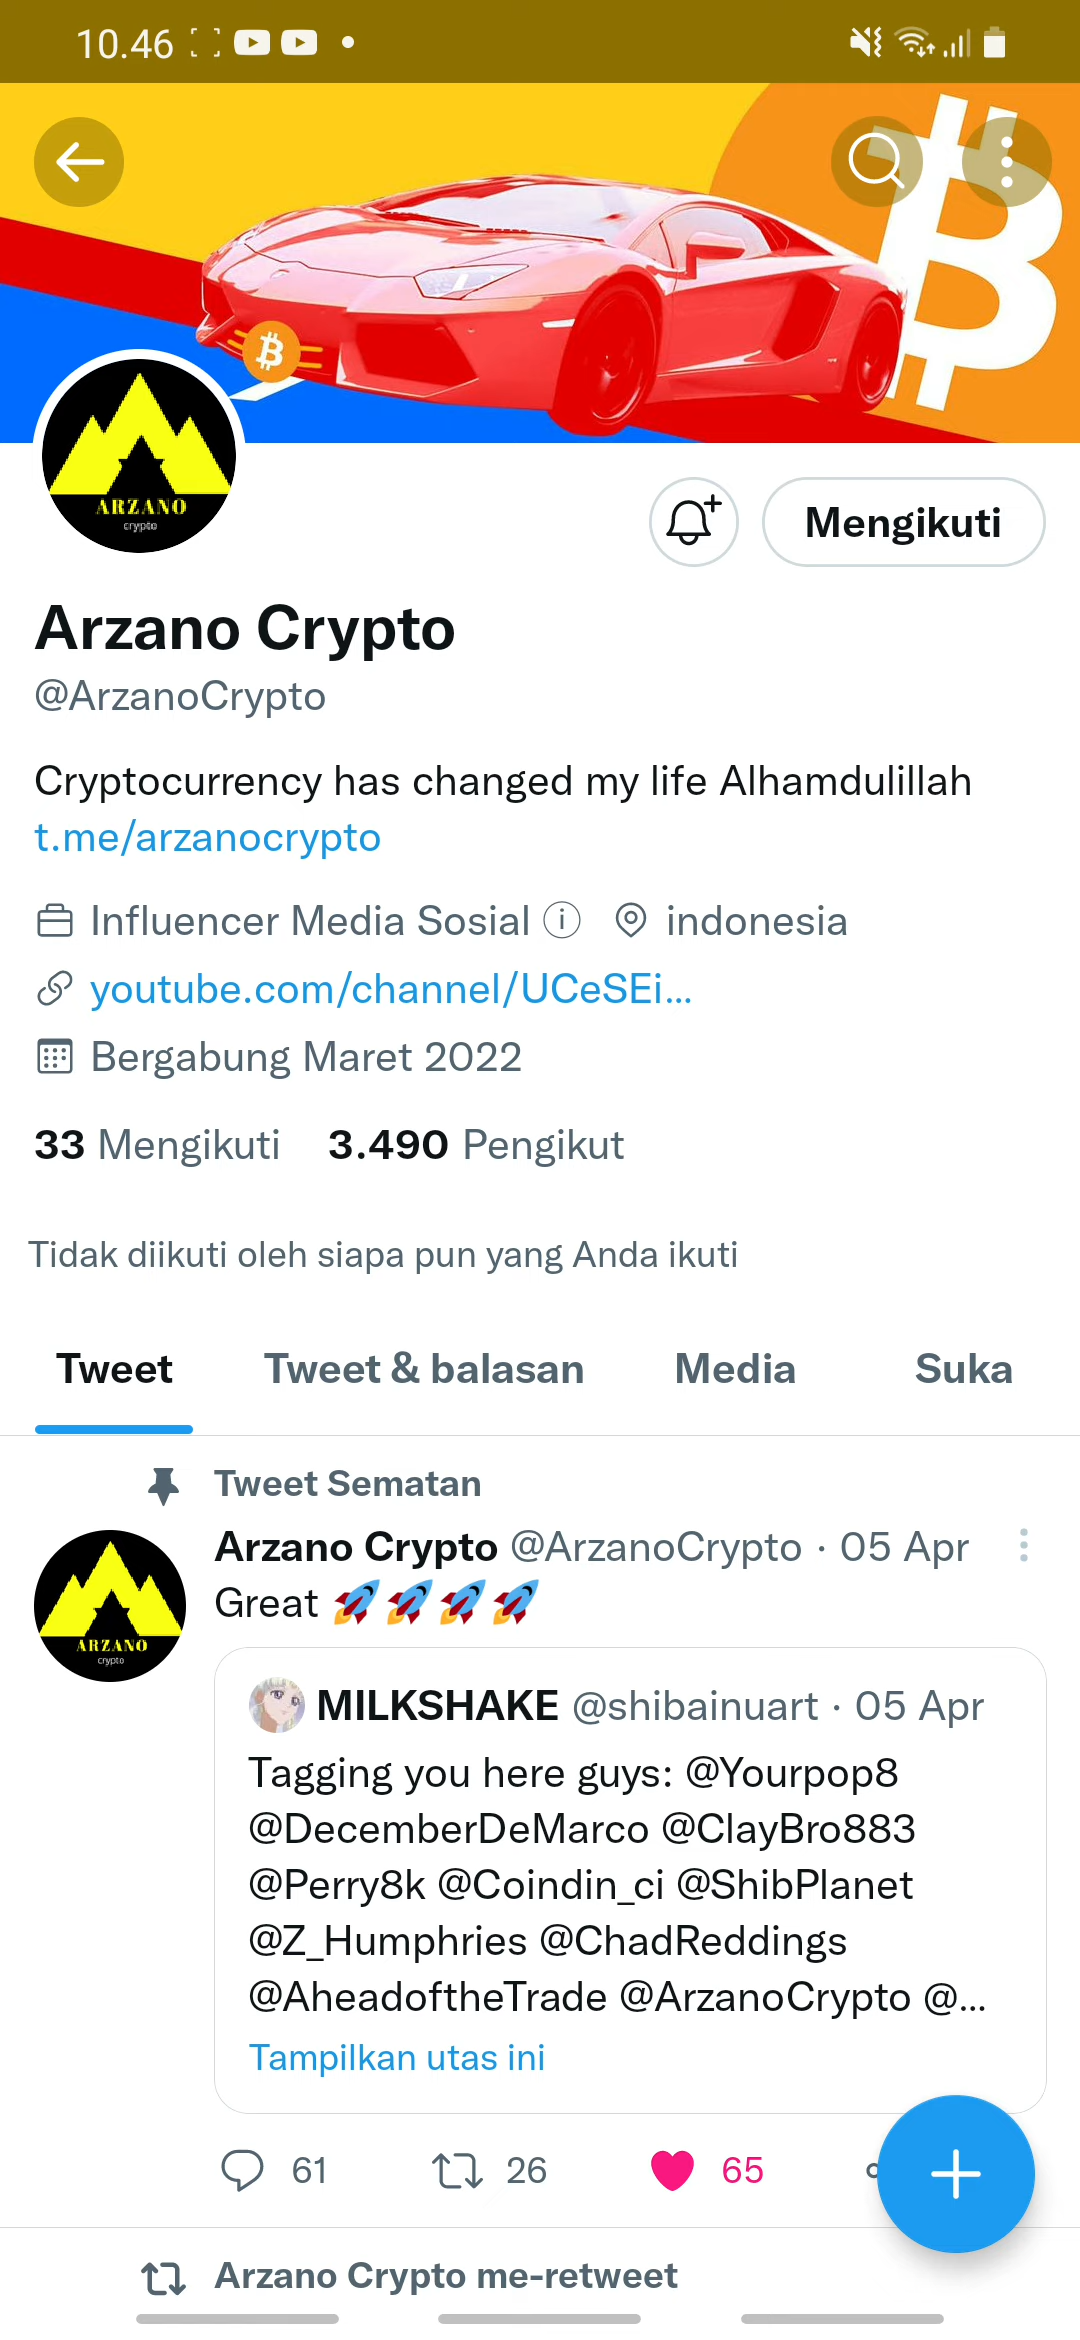 10.46
ARZANO
crypto
Mengikuti
Arzano Crypto
@ArzanoCrypto
Cryptocurrency has changed my life Alhamdulillah
t.me/arzanocrypto
Influencer Media Sosial indonesia
youtube.com/channel/UCeSEi...
Bergabung Maret 2022
33 Mengikuti 3.490 Pengikut
Tidak diikuti oleh siapa pun yang Anda ikuti
Tweet Tweet & balasan Media Suka
Tweet Sematan
Arzano Crypto @ArzanoCrypto · 05 Apr
Great 🚀🚀🚀🚀
ARZANO
crypto
MILKSHAKE @shibainuart · 05 Apr
Tagging you here guys: @Yourpop8
@DecemberDeMarco @ClayBro883
@Perry8k @Coindin_ci @ShibPlanet
@Z_Humphries @ChadReddings
@AheadoftheTrade @ArzanoCrypto @...
Tampilkan utas ini
61 26 65
Arzano Crypto me-retweet